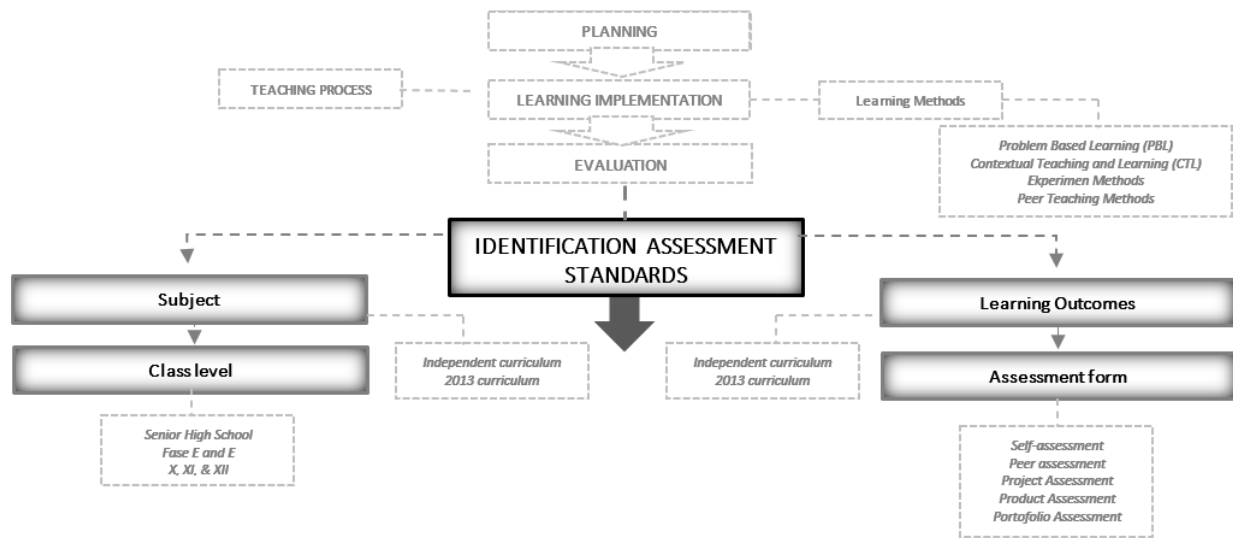 PLANNING
TEACHING PROCESS
LEARNING IMPLEMENTATION
Learning Methods
Problem Based Learning (PBL)
Contextual Teaching and Learning (CTL)
Ekperimen Methods
Peer Teaching Methods
EVALUATION
IDENTIFICATION ASSESSMENT
STANDARDS
Subject
Class level
Independent curriculum
2013 curriculum
Senior High School
Fase E and E
X, XI, & XII
Learning Outcomes
Independent curriculum
2013 curriculum
Assessment form
Self-assessment
Peer assessment
Project Assessment
Product Assessment
Portofolio Assessment